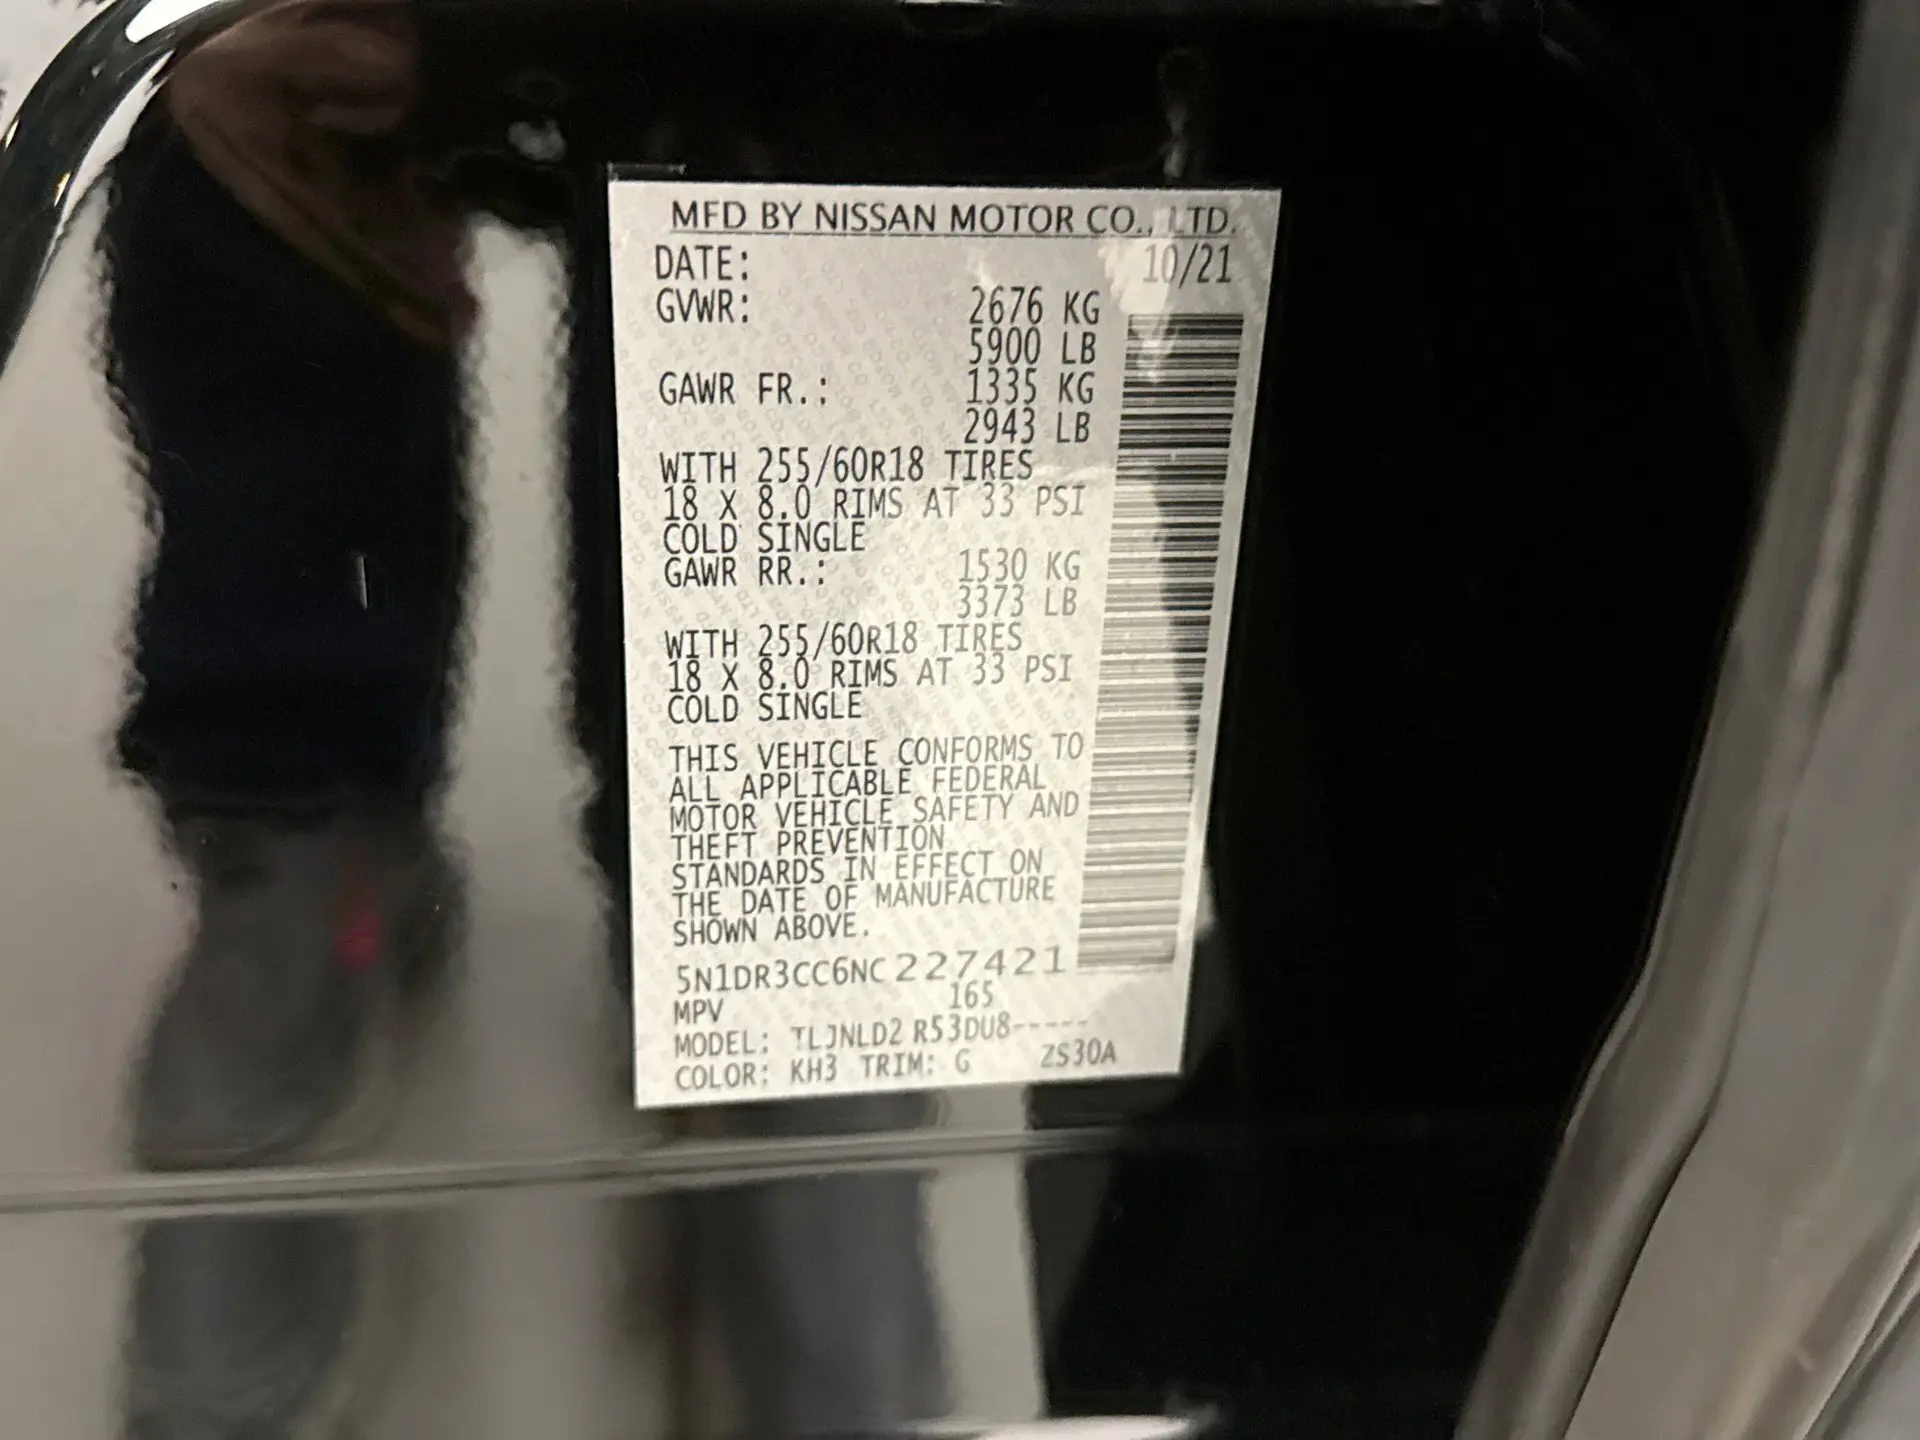 MFD BY NISSAN MOTOR CO., LTD.
DATE: 10/21
GVWR: 2676 KG
5900 LB
GAWR FR.: 1335 KG
2943 LB
WITH 255/60R18 TIRES
18 X 8.0 RIMS AT 33 PSI
COLD SINGLE
GAWR RR.: 1530 KG
3373 LB
WITH 255/60R18 TIRES
18 X 8.0 RIMS AT 33 PSI
COLD SINGLE
THIS VEHICLE CONFORMS TO
ALL APPLICABLE FEDERAL
MOTOR VEHICLE SAFETY AND
THEFT PREVENTION
STANDARDS IN EFFECT ON
THE DATE OF MANUFACTURE
SHOWN ABOVE.
5N1DR3CC6NC227421
MPV 165
MODEL: TLJNLD2 R53DU8-----
COLOR: KH3 TRIM: G ZS30A